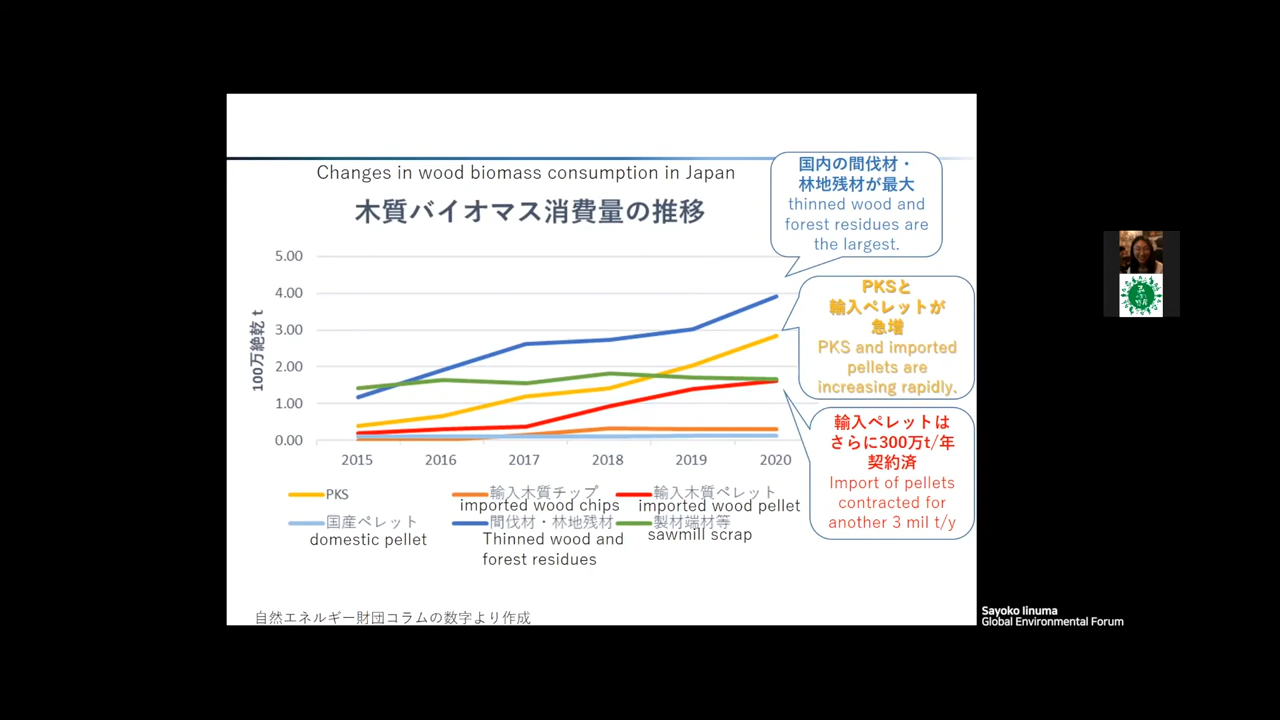 Changes in wood biomass consumption in Japan
木質バイオマス消費量の推移
国内の間伐材・
林地残材が最大
thinned wood and
forest residues are
the largest.
PKSと
輸入ペレットが
急増
PKS and imported
pellets are
increasing rapidly.
輸入ペレットは
さらに300万t/年
契約済
Import of pellets
contracted for
another 3 mil t/y
100万絶乾 t
5.00
4.00
3.00
2.00
1.00
0.00
2015 2016 2017 2018 2019 2020
PKS 輸入木質チップ 輸入木質ペレット
imported wood chips imported wood pellet
国産ペレット 間伐材・林地残材 製材端材等
domestic pellet Thinned wood and sawmill scrap
forest residues
自然エネルギー財団コラムの数字より作成
Sayoko Iinuma
Global Environmental Forum